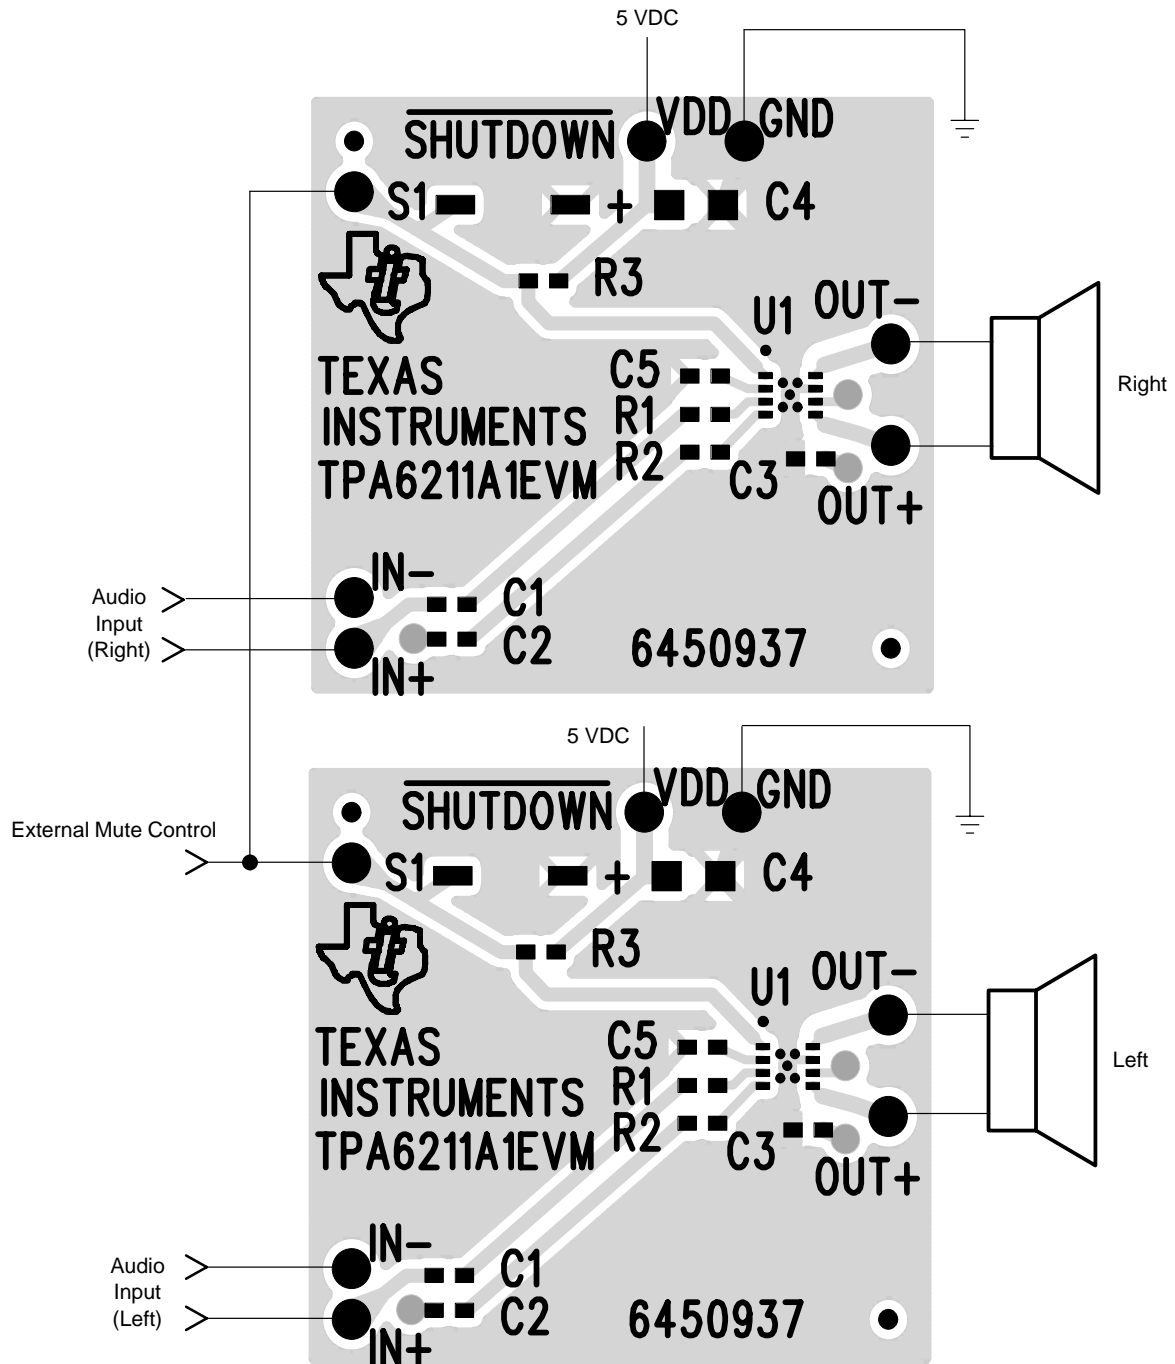 5 VDC
SHUTDOWN VDD GND
S1 + C4
R3
U1 OUT-
TEXAS
INSTRUMENTS
TPA6211A1EVM
C5
R1
R2
C3
OUT+
Right
IN-
Audio
Input
(Right)
C1
C2
IN+
6450937
5 VDC
SHUTDOWN VDD GND
External Mute Control
S1 + C4
R3
U1 OUT-
TEXAS
INSTRUMENTS
TPA6211A1EVM
C5
R1
R2
C3
OUT+
Left
IN-
Audio
Input
(Left)
C1
C2
IN+
6450937